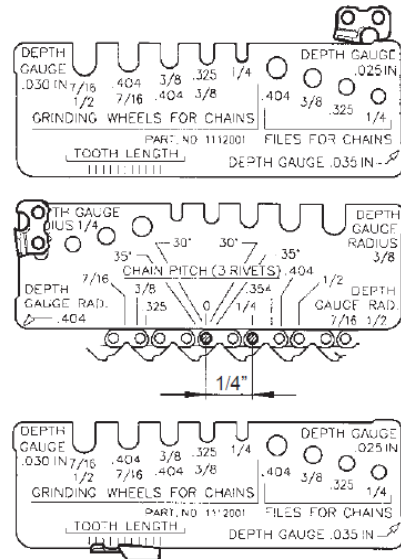 DEPTH GAUGE .030 IN
7/16 .404 3/8 .325 1/4
1/2 7/16 .404 3/8
GRINDING WHEELS FOR CHAINS
PART. NO 1112001
TOOTH LENGTH
DEPTH GAUGE .025 IN
.404 3/8 .325 1/4
FILES FOR CHAINS
DEPTH GAUGE .035 IN
GAUGE
1/4
DEPTH GAUGE RADIUS 3/8
30° 30°
35° 35°
CHAIN PITCH (3 RIVETS)
7/16 3/8 .325 0 1/4 .354 .404 1/2
DEPTH GAUGE RAD. .404
DEPTH GAUGE RAD. 7/16 1/2
1/4"
DEPTH GAUGE .030 IN
7/16 .404 3/8 .325 1/4
1/2 7/16 .404 3/8
GRINDING WHEELS FOR CHAINS
PART. NO 1112001
TOOTH LENGTH
DEPTH GAUGE .025 IN
.404 3/8 .325 1/4
FILES FOR CHAINS
DEPTH GAUGE .035 IN